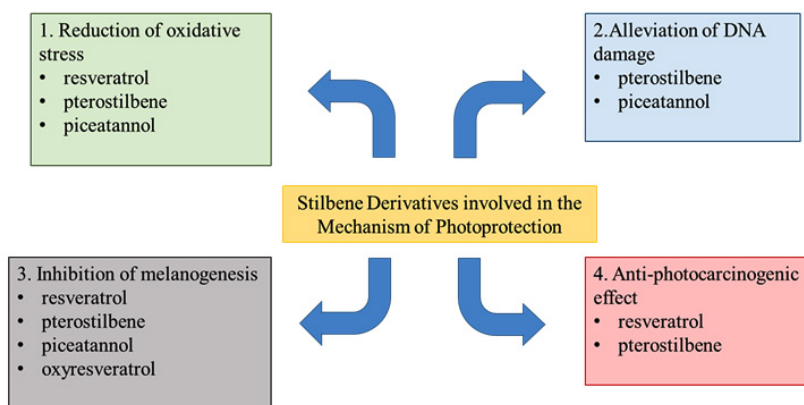 1. Reduction of oxidative
stress
• resveratrol
• pterostilbene
• piceatannol
2.Alleviation of DNA
damage
• pterostilbene
• piceatannol
Stilbene Derivatives involved in the
Mechanism of Photoprotection
3. Inhibition of melanogenesis
• resveratrol
• pterostilbene
• piceatannol
• oxyresveratrol
4. Anti-photocarcinogenic
effect
• resveratrol
• pterostilbene